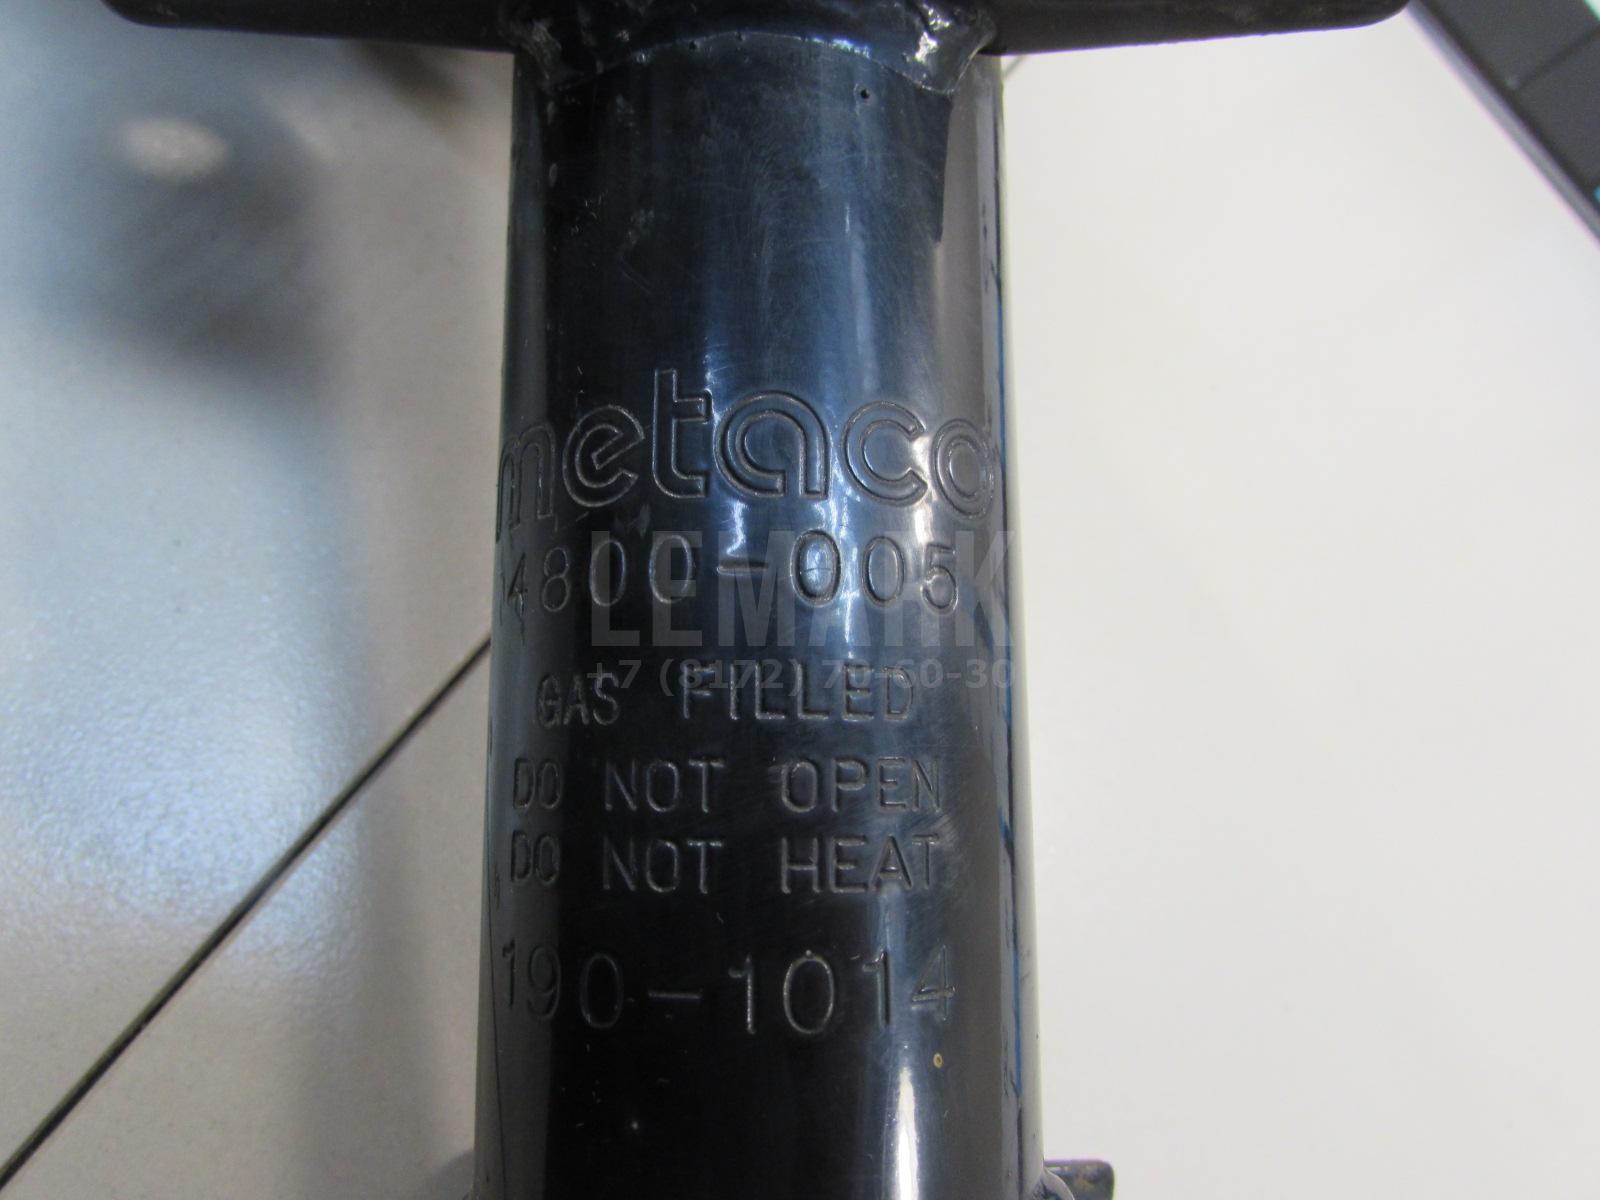 metaco
4800-005
LEMARK
+7 (8172) 70-60-30
GAS FILLED
DO NOT OPEN
DO NOT HEAT
190-1014